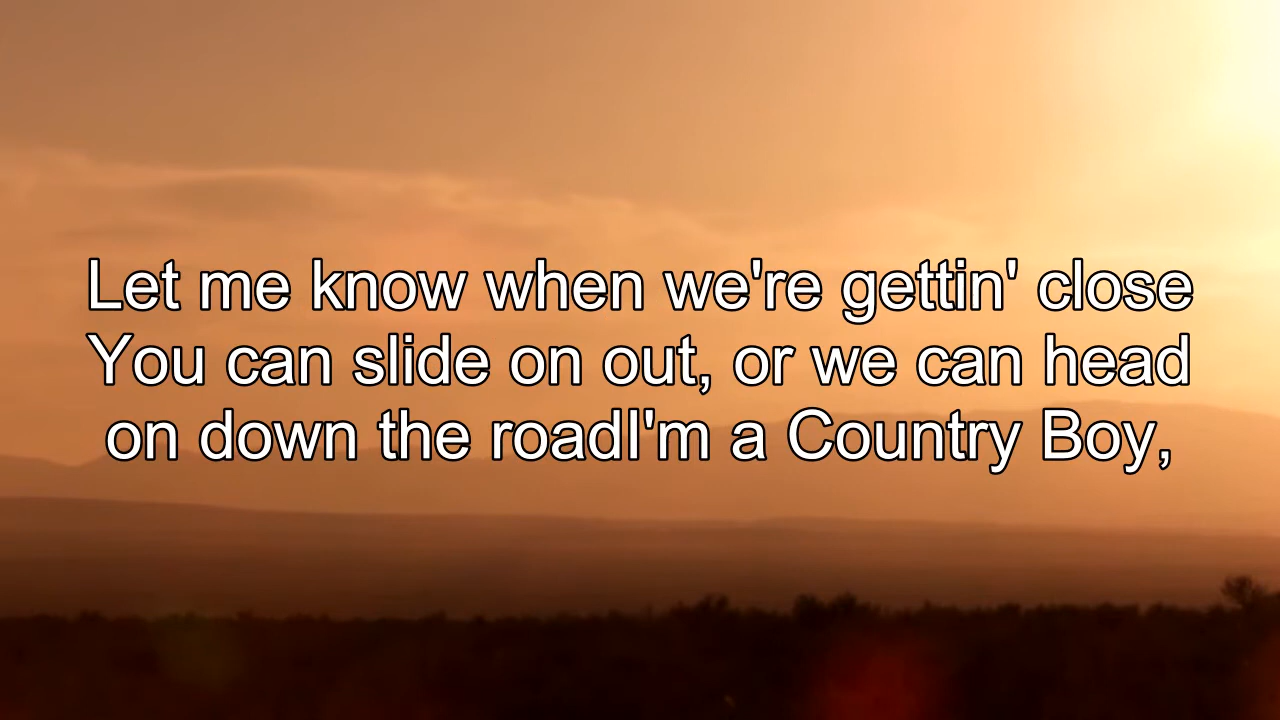 Let me know when we're gettin' close
You can slide on out, or we can head
on down the roadI'm a Country Boy,